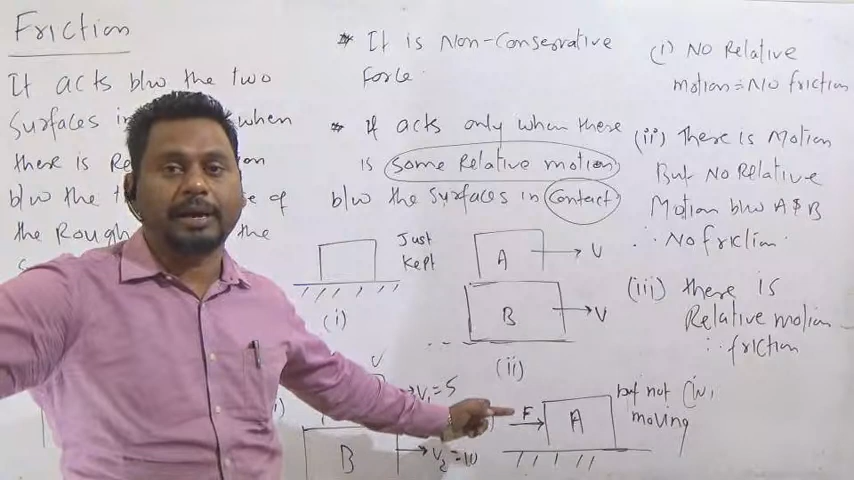 Friction
It acts b/w the two
Surfaces in when
there is Re on
b/w the t e of
the Rough the
* It is Non-Conservative
Force.
* If acts only when there
is some Relative motion
b/w the Surfaces in contact
Just
Kept
(i)
A
V
B
V
(ii)
V
V₁=5
B
V₂=10
F
A
but not
moving
(iv)
(i) NO Relative
motion = No friction
(ii) There is Motion
But No Relative
Motion b/w A & B
∴ No friction.
(iii) there is
Relative motion
∴ friction